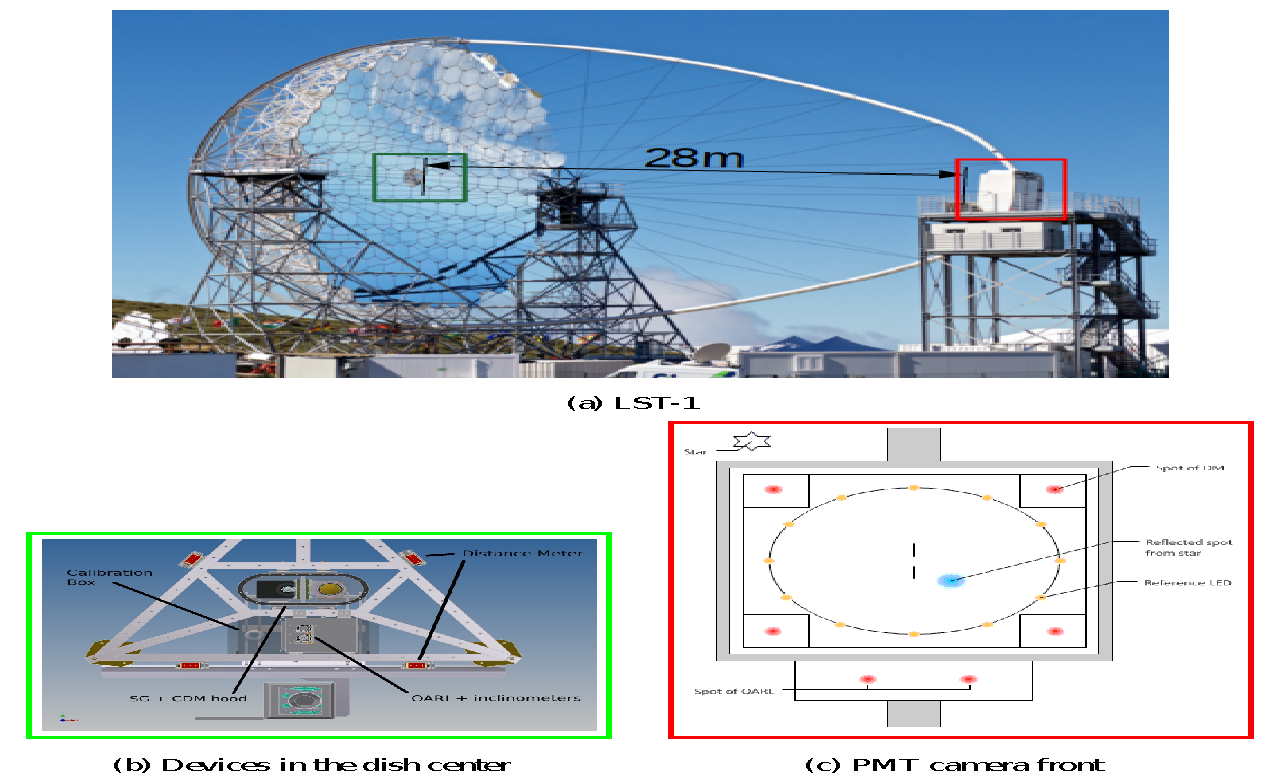 28m
(a) LST-1
Star
Spot of DM
Reflected spot
from star
Reference LED
Spot of OARL
Distance Meter
Calibration
Box
SG + CDM hood
OARL + inclinometers
(b) Devices in the dish center
(c) PMT camera front